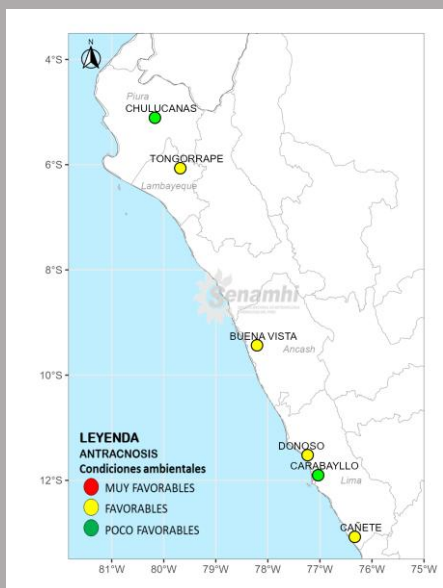 N
4°S
Piura
CHULUCANAS
TONGORRAPE
6°S
Lambayeque
8°S
Senamhi
BUENA VISTA
Ancash
10°S
LEYENDA
ANTRACNOSIS
Condiciones ambientales
MUY FAVORABLES
FAVORABLES
POCO FAVORABLES
DONOSO
CARABAYLLO
12°S
Lima
CAÑETE
81°W 80°W 79°W 78°W 77°W 76°W 75°W